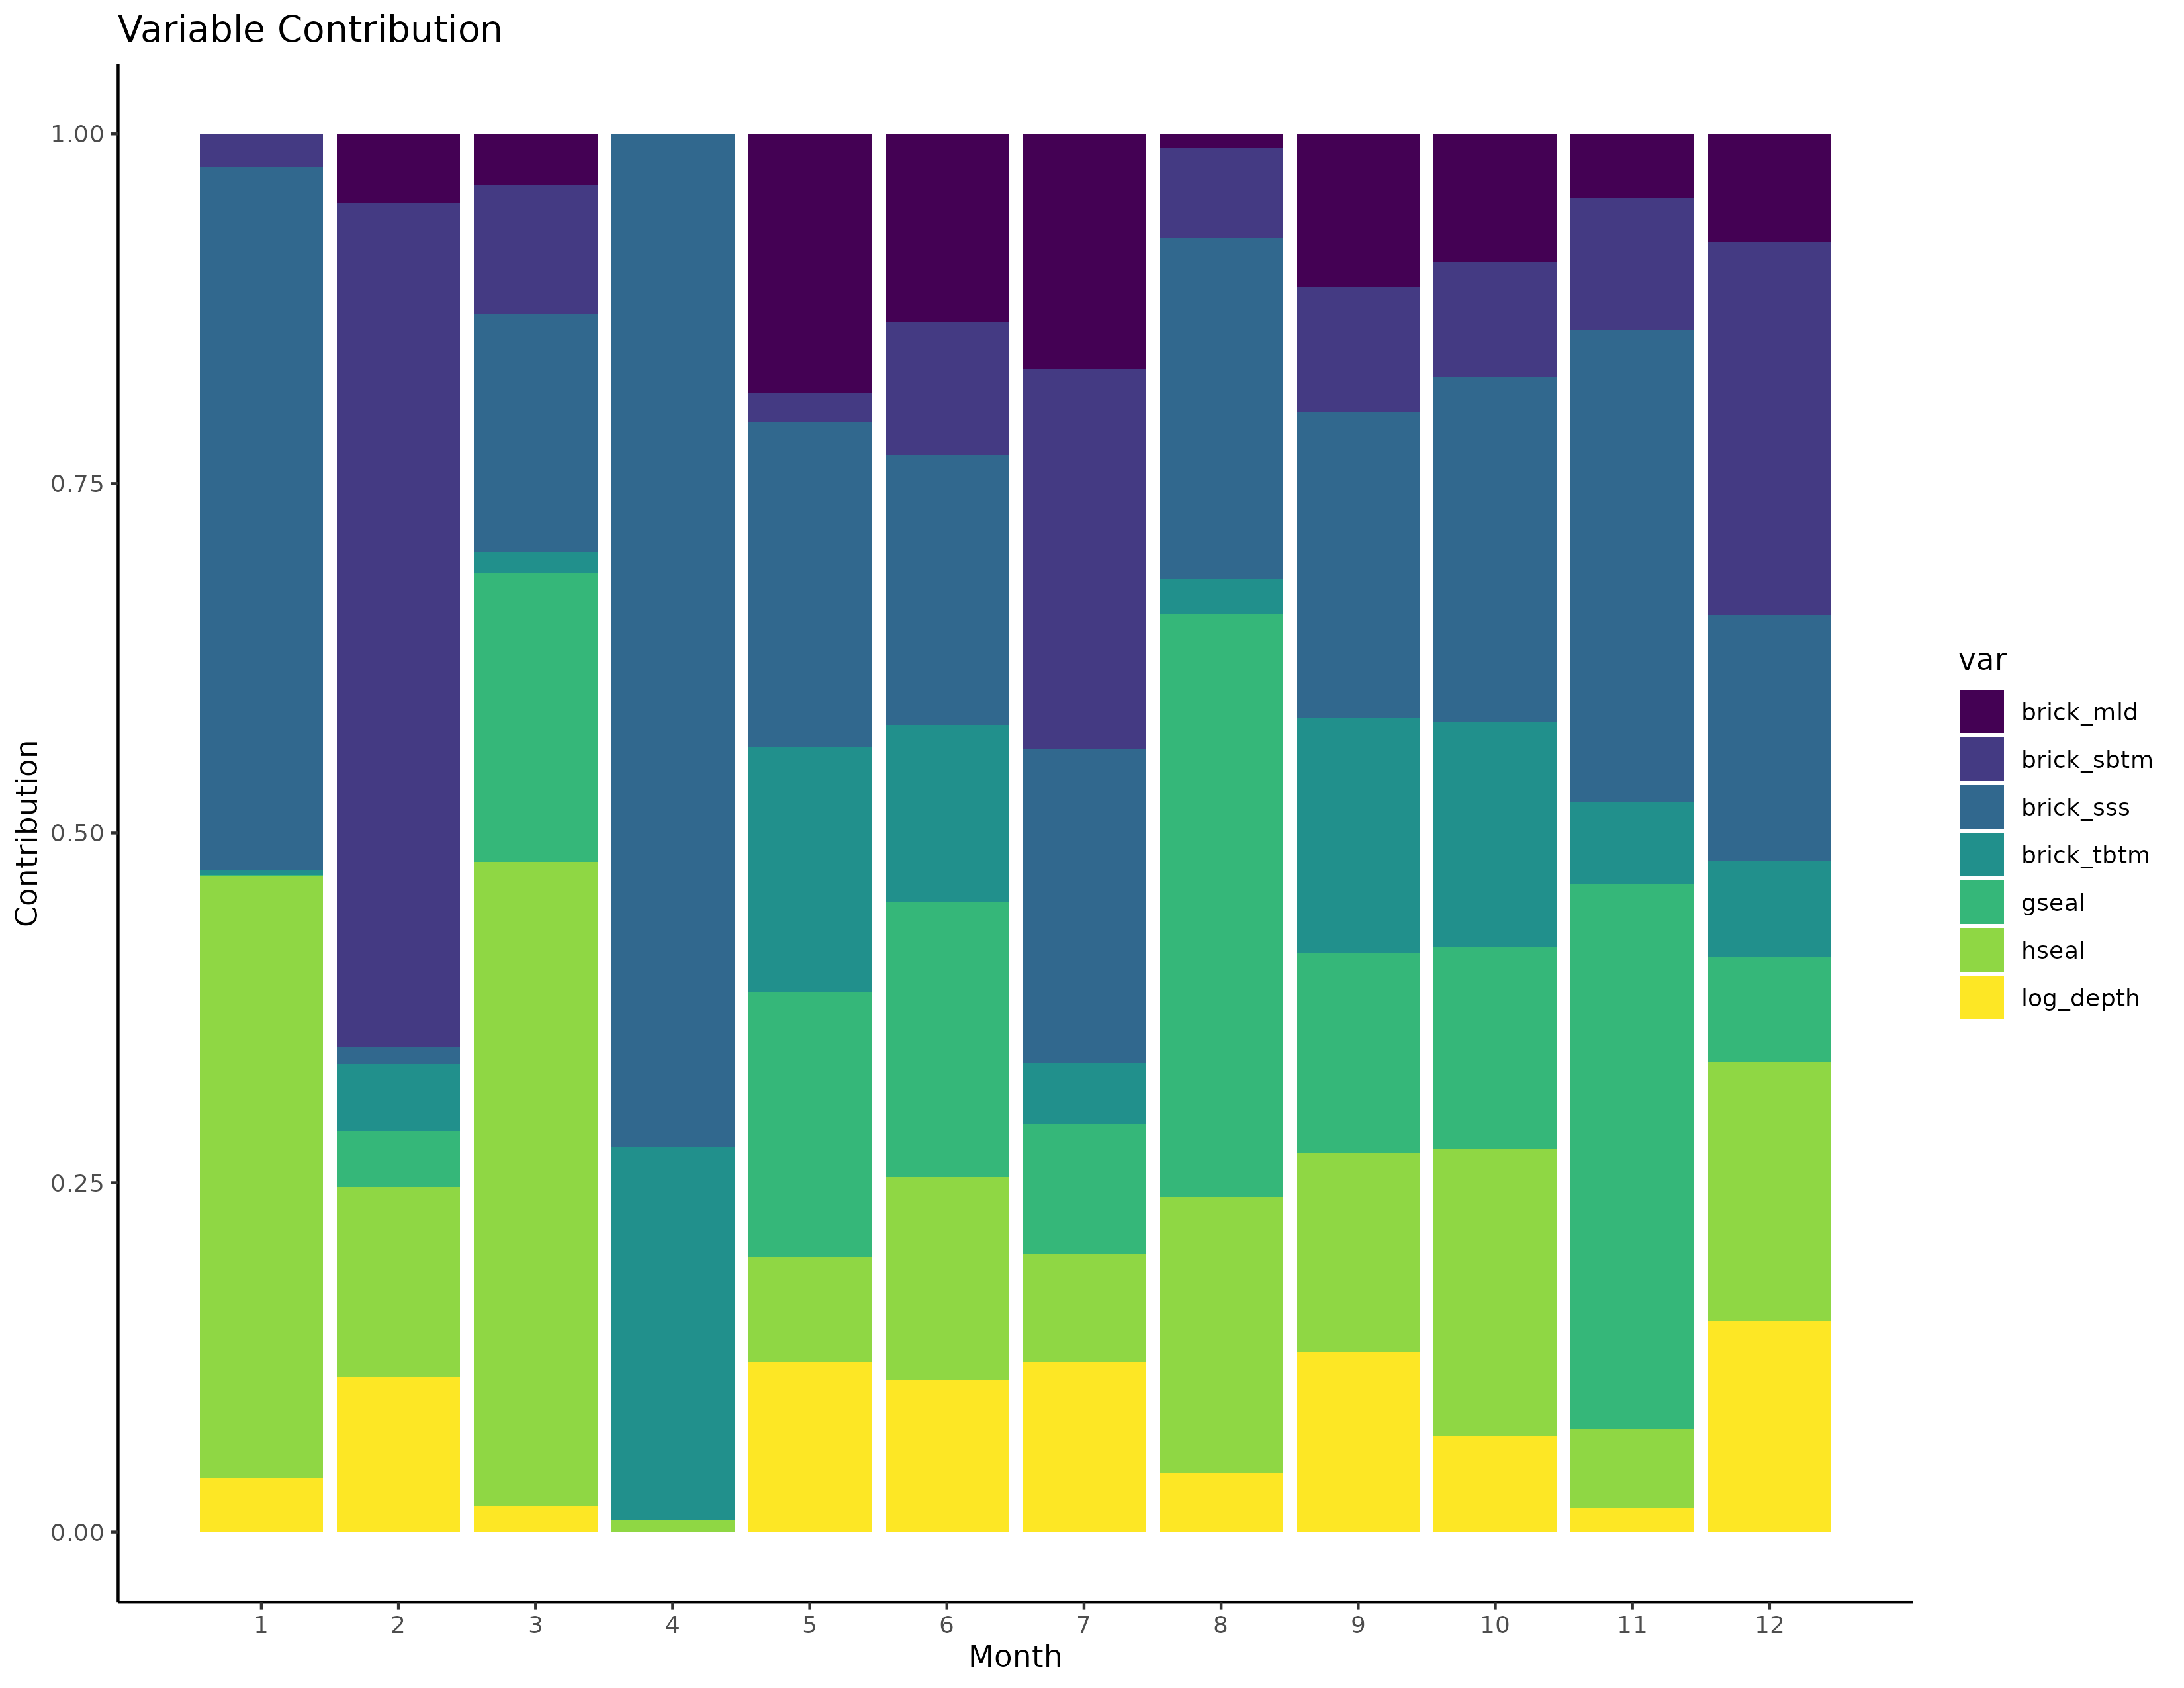 Variable Contribution
1.00
0.75
0.50
0.25
0.00
Contribution
1 2 3 4 5 6 7 8 9 10 11 12
Month
var
brick_mld
brick_sbtm
brick_sss
brick_tbtm
gseal
hseal
log_depth